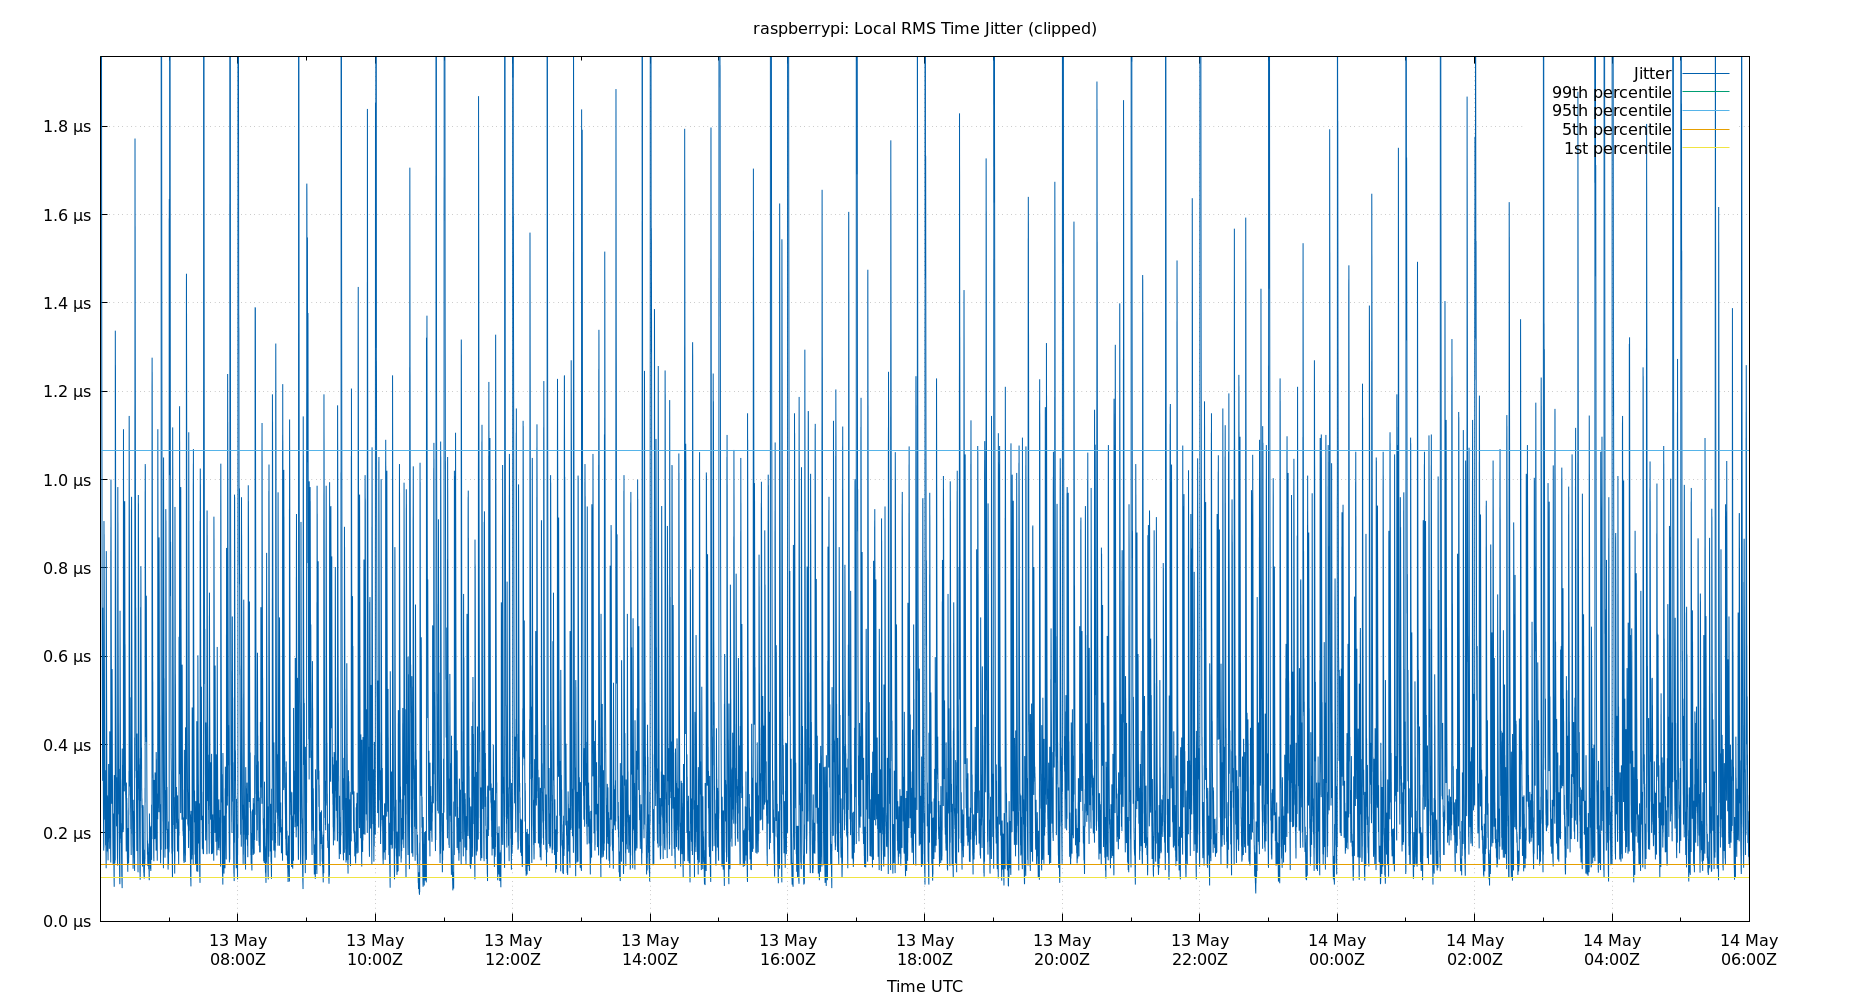 raspberrypi: Local RMS Time Jitter (clipped)
Jitter
99th percentile
95th percentile
5th percentile
1st percentile
1.8 µs
1.6 µs
1.4 µs
1.2 µs
1.0 µs
0.8 µs
0.6 µs
0.4 µs
0.2 µs
0.0 µs
13 May 13 May 13 May 13 May 13 May 13 May 13 May 13 May 14 May 14 May 14 May 14 May
08:00Z 10:00Z 12:00Z 14:00Z 16:00Z 18:00Z 20:00Z 22:00Z 00:00Z 02:00Z 04:00Z 06:00Z
Time UTC